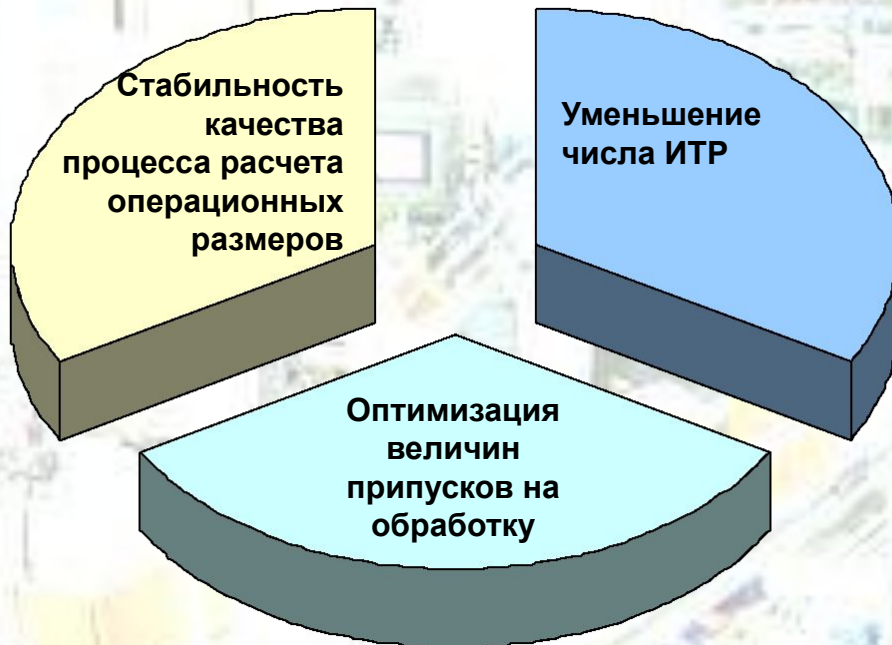 Стабильность
качества
процесса расчета
операционных
размеров
Уменьшение
числа ИТР
Оптимизация
величин
припусков на
обработку